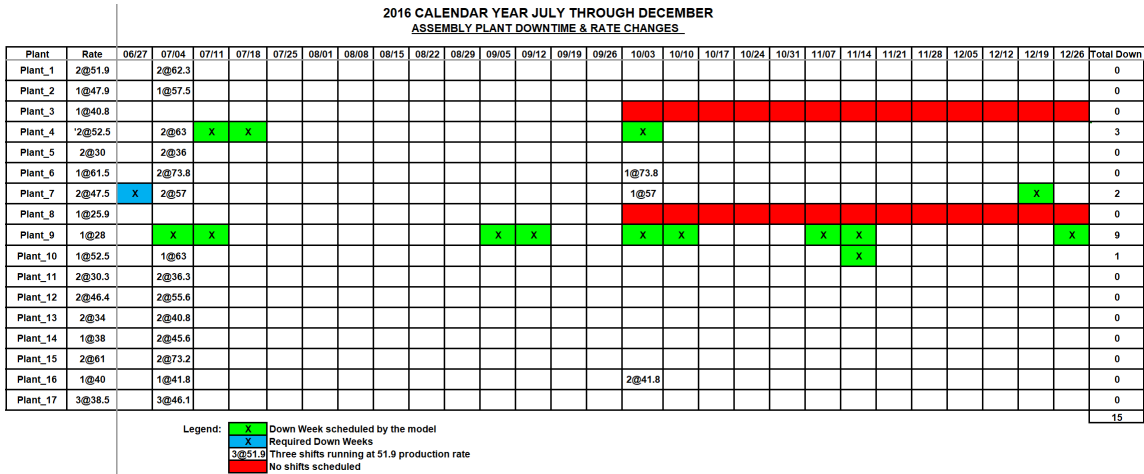 2016 CALENDAR YEAR JULY THROUGH DECEMBER
ASSEMBLY PLANT DOWNTIME & RATE CHANGES
Plant Rate 06/27 07/04 07/11 07/18 07/25 08/01 08/08 08/15 08/22 08/29 09/05 09/12 09/19 09/26 10/03 10/10 10/17 10/24 10/31 11/07 11/14 11/21 11/28 12/05 12/12 12/19 12/26 Total Down
Plant_1 2@51.9 2@62.3 0
Plant_2 1@47.9 1@57.5 0
Plant_3 1@40.8 0
Plant_4 '2@52.5 2@63 X X X 3
Plant_5 2@30 2@36 0
Plant_6 1@61.5 2@73.8 1@73.8 0
Plant_7 2@47.5 X 2@57 1@57 X 2
Plant_8 1@25.9 0
Plant_9 1@28 X X X X X X X X X 9
Plant_10 1@52.5 1@63 X 1
Plant_11 2@30.3 2@36.3 0
Plant_12 2@46.4 2@55.6 0
Plant_13 2@34 2@40.8 0
Plant_14 1@38 2@45.6 0
Plant_15 2@61 2@73.2 0
Plant_16 1@40 1@41.8 2@41.8 0
Plant_17 3@38.5 3@46.1 0
15
Legend: X Down Week scheduled by the model
X Required Down Weeks
3@51.9 Three shifts running at 51.9 production rate
No shifts scheduled